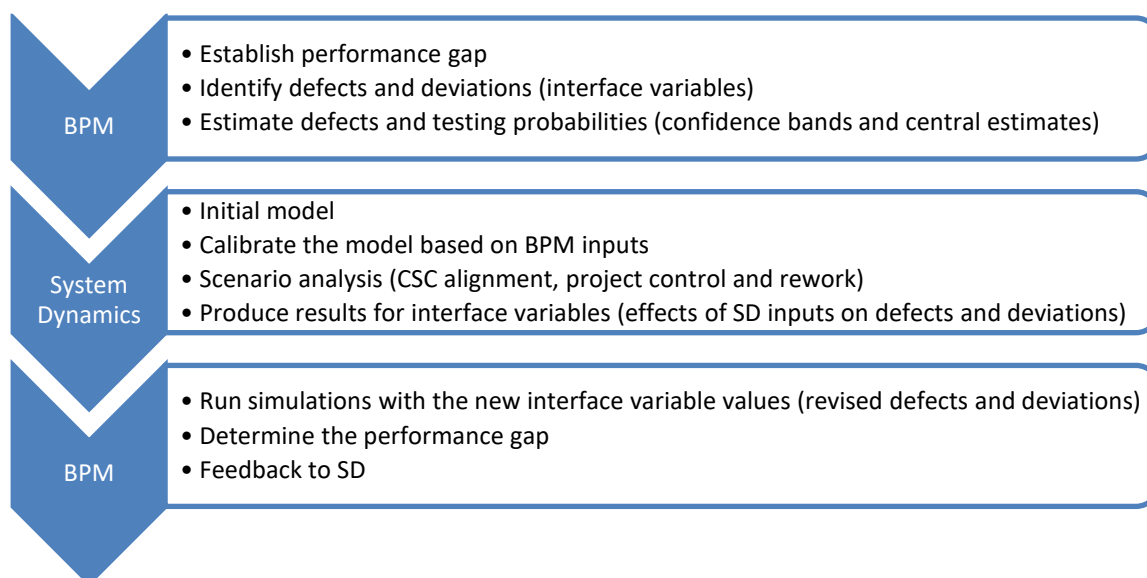 BPM
• Establish performance gap
• Identify defects and deviations (interface variables)
• Estimate defects and testing probabilities (confidence bands and central estimates)
System
Dynamics
• Initial model
• Calibrate the model based on BPM inputs
• Scenario analysis (CSC alignment, project control and rework)
• Produce results for interface variables (effects of SD inputs on defects and deviations)
BPM
• Run simulations with the new interface variable values (revised defects and deviations)
• Determine the performance gap
• Feedback to SD